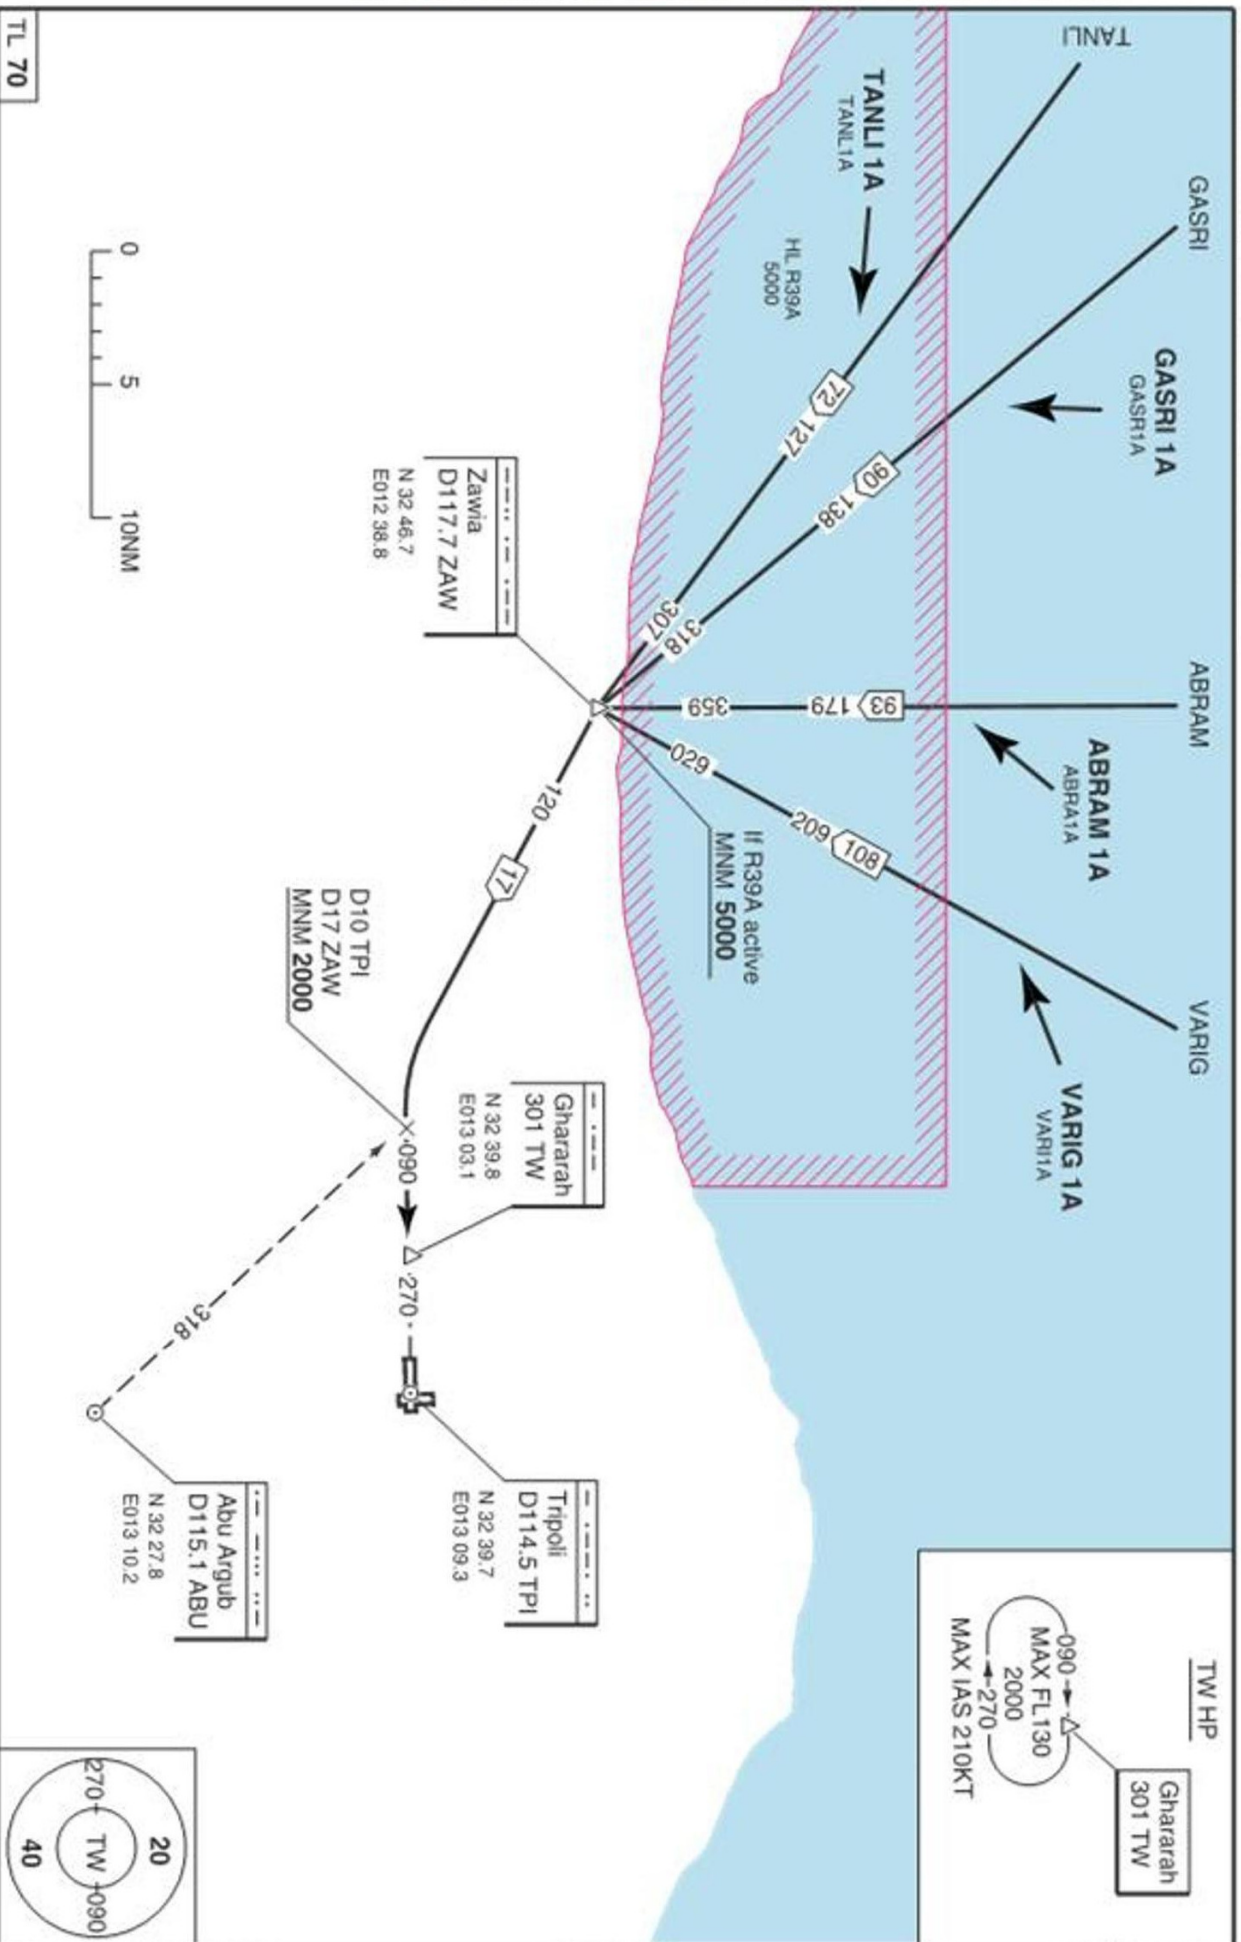 TANLI
GASRI
ABRAM
VARIG
TANLI 1A
TANL1A
GASRI 1A
GASR1A
ABRAM 1A
ABRA1A
VARIG 1A
VARI1A
HL R39A
5000
72
127
307
90
138
318
93
179
359
108
209
029
If R39A active
MNM 5000
Zawia
D117.7 ZAW
N 32 46.7
E012 38.8
120
17
D10 TPI
D17 ZAW
MNM 2000
090
270
Ghararah
301 TW
N 32 39.8
E013 03.1
Tripoli
D114.5 TPI
N 32 39.7
E013 09.3
318
Abu Argub
D115.1 ABU
N 32 27.8
E013 10.2
TW HP
Ghararah
301 TW
090
MAX FL130
2000
270
MAX IAS 210KT
0 5 10NM
TL 70
20
270 TW 090
40